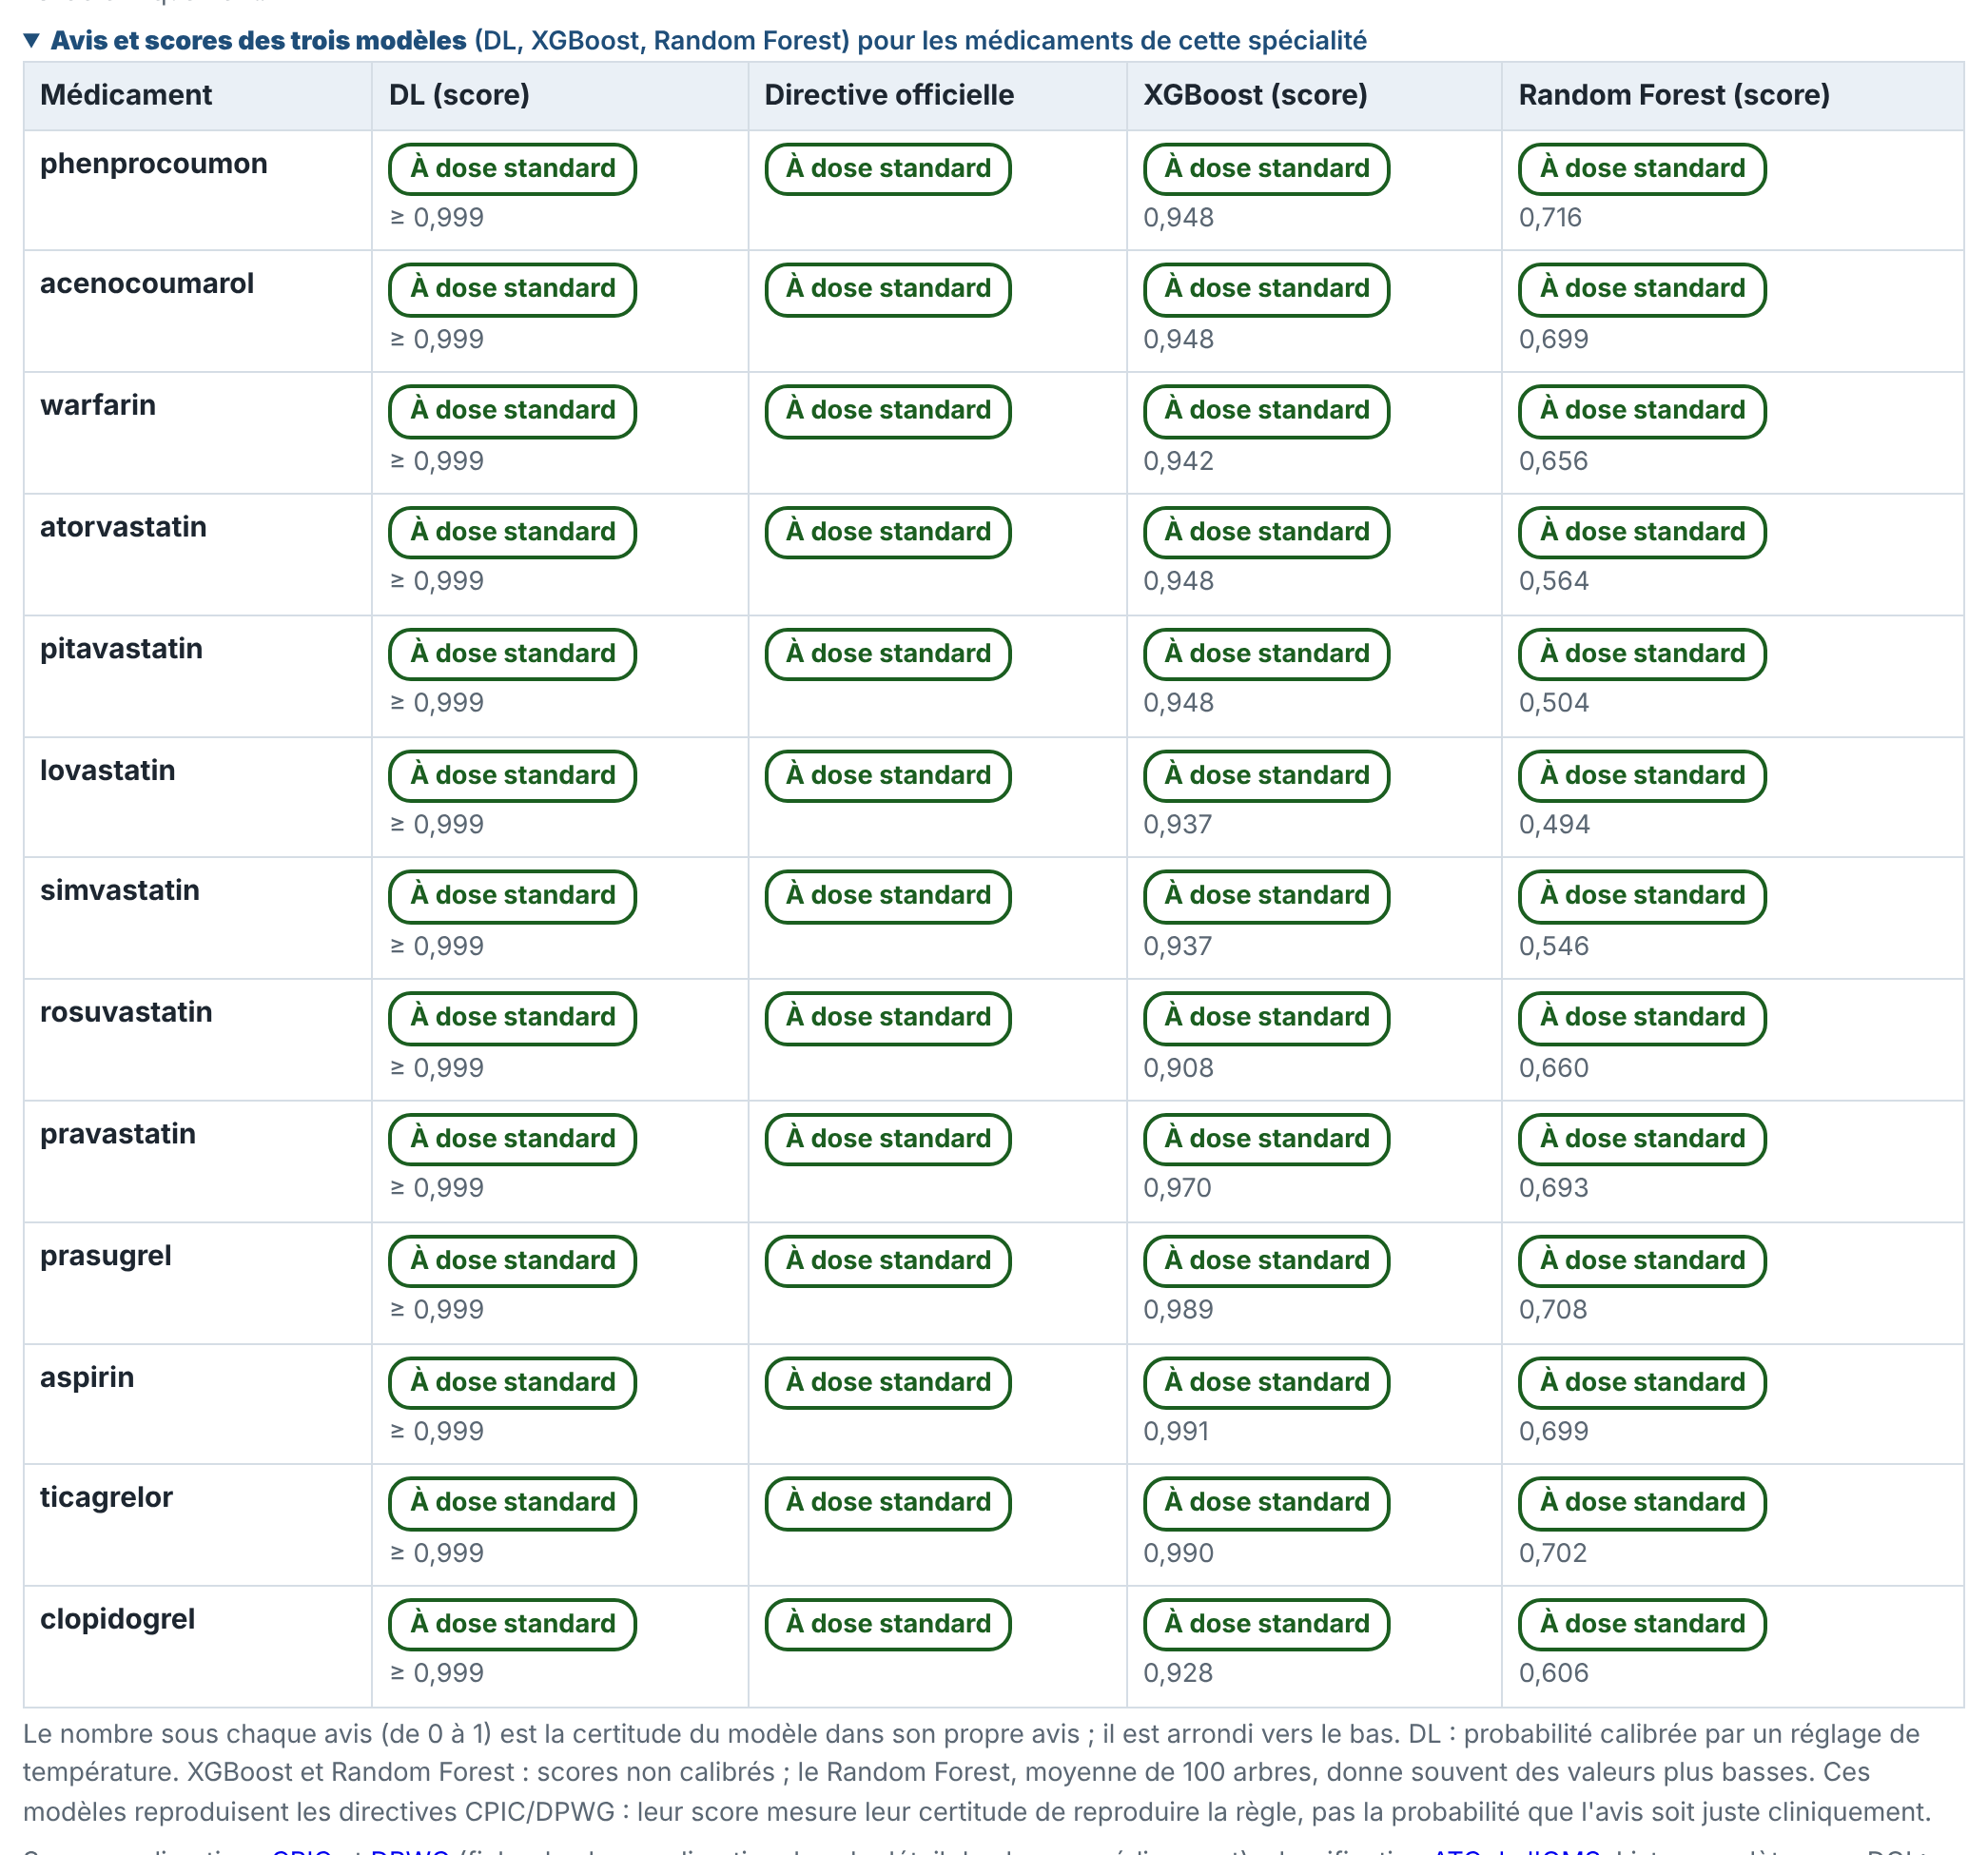 ▼ Avis et scores des trois modèles (DL, XGBoost, Random Forest) pour les médicaments de cette spécialité
Médicament DL (score) Directive officielle XGBoost (score) Random Forest (score)
phenprocoumon À dose standard À dose standard À dose standard À dose standard
≥ 0,999 0,948 0,716
acenocoumarol À dose standard À dose standard À dose standard À dose standard
≥ 0,999 0,948 0,699
warfarin À dose standard À dose standard À dose standard À dose standard
≥ 0,999 0,942 0,656
atorvastatin À dose standard À dose standard À dose standard À dose standard
≥ 0,999 0,948 0,564
pitavastatin À dose standard À dose standard À dose standard À dose standard
≥ 0,999 0,948 0,504
lovastatin À dose standard À dose standard À dose standard À dose standard
≥ 0,999 0,937 0,494
simvastatin À dose standard À dose standard À dose standard À dose standard
≥ 0,999 0,937 0,546
rosuvastatin À dose standard À dose standard À dose standard À dose standard
≥ 0,999 0,908 0,660
pravastatin À dose standard À dose standard À dose standard À dose standard
≥ 0,999 0,970 0,693
prasugrel À dose standard À dose standard À dose standard À dose standard
≥ 0,999 0,989 0,708
aspirin À dose standard À dose standard À dose standard À dose standard
≥ 0,999 0,991 0,699
ticagrelor À dose standard À dose standard À dose standard À dose standard
≥ 0,999 0,990 0,702
clopidogrel À dose standard À dose standard À dose standard À dose standard
≥ 0,999 0,928 0,606
Le nombre sous chaque avis (de 0 à 1) est la certitude du modèle dans son propre avis ; il est arrondi vers le bas. DL : probabilité calibrée par un réglage de
température. XGBoost et Random Forest : scores non calibrés ; le Random Forest, moyenne de 100 arbres, donne souvent des valeurs plus basses. Ces
modèles reproduisent les directives CPIC/DPWG : leur score mesure leur certitude de reproduire la règle, pas la probabilité que l'avis soit juste cliniquement.